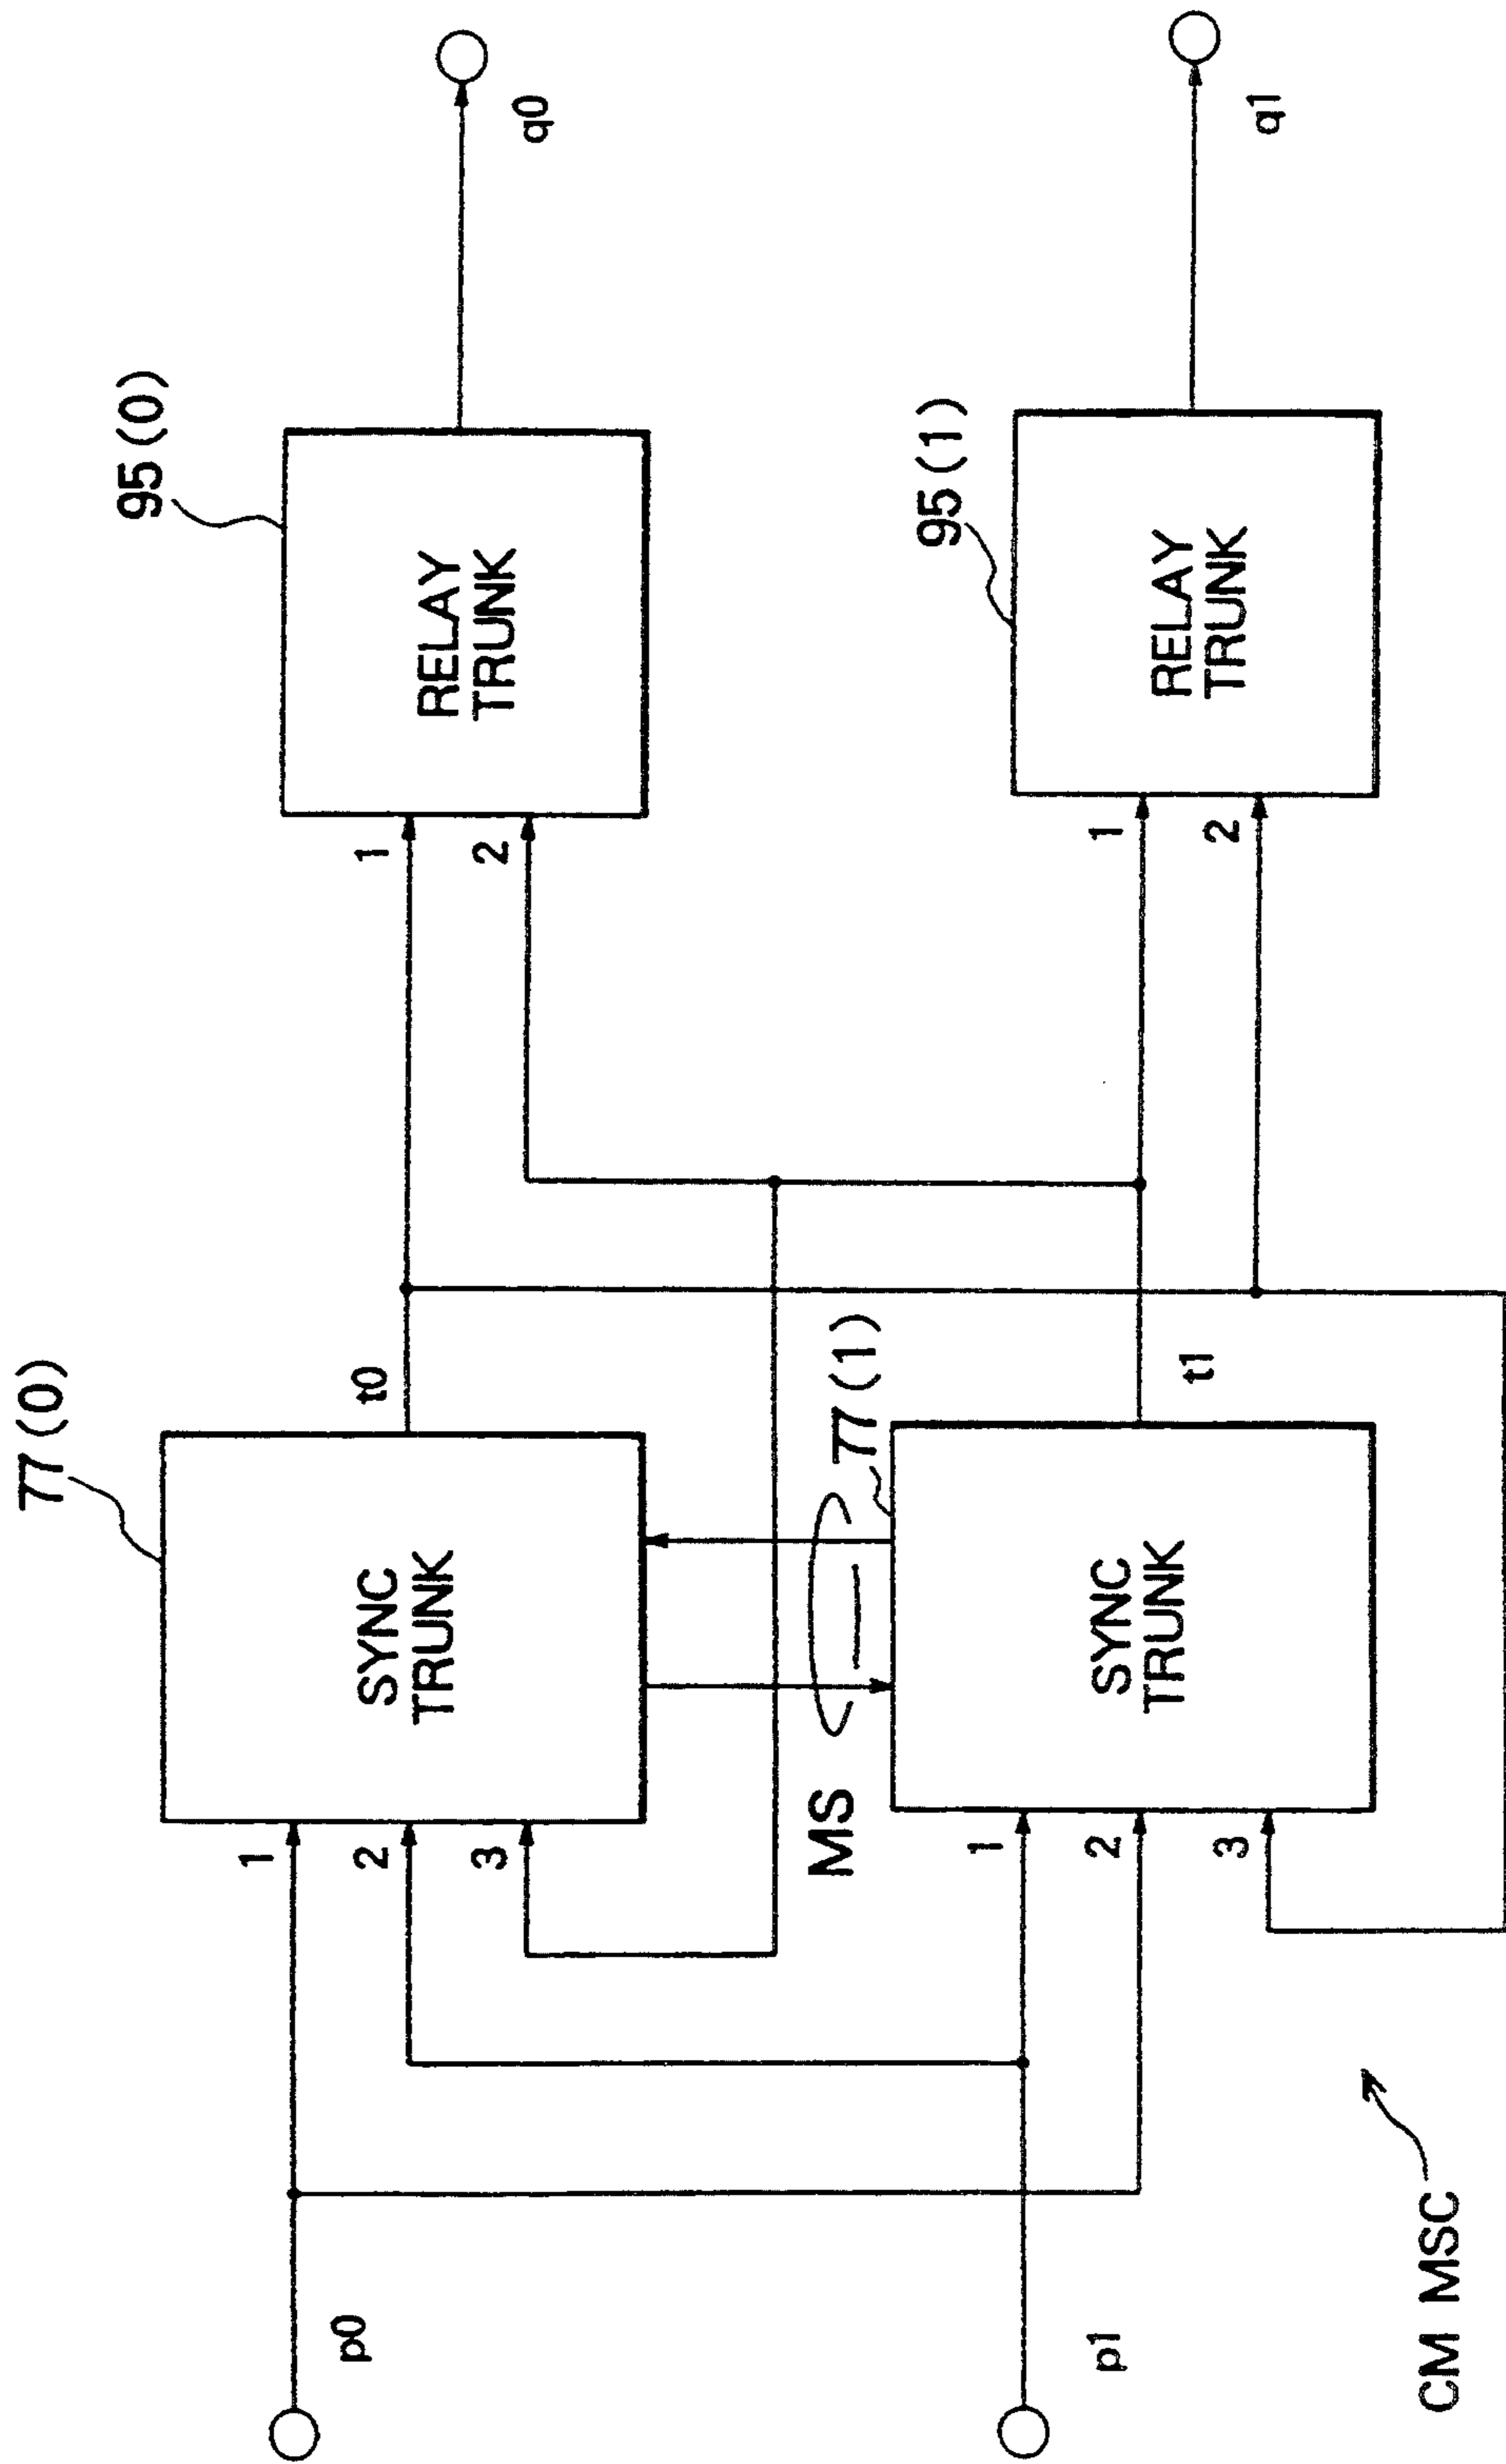 77 (0)
95 (0)
t0
q0
SYNC
TRUNK
RELAY
TRUNK
1
2
3
1
2
p0
MS
77 (1)
95 (1)
t1
q1
SYNC
TRUNK
RELAY
TRUNK
1
2
3
1
2
p1
CM MSC